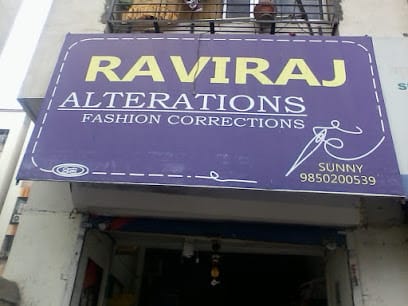 RAVIRAJ
ALTERATIONS
FASHION CORRECTIONS
SUNNY
9850200539